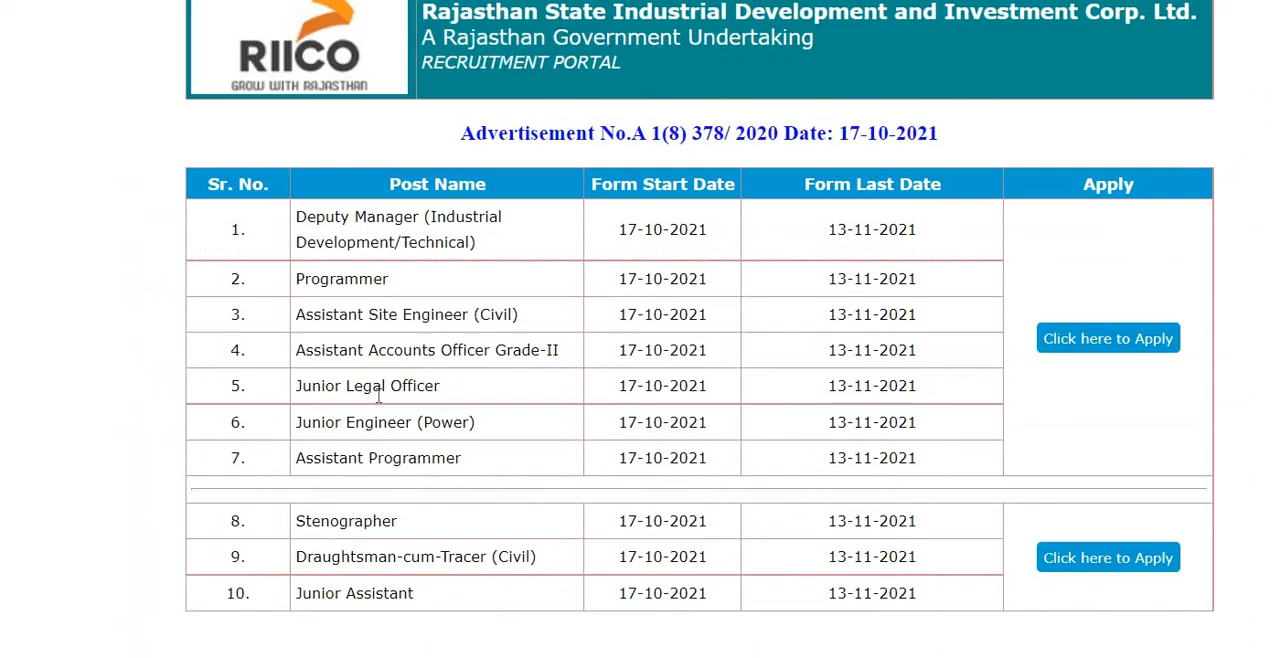 RIICO
GROW WITH RAJASTHAN
Rajasthan State Industrial Development and Investment Corp. Ltd.
A Rajasthan Government Undertaking
RECRUITMENT PORTAL
Advertisement No.A 1(8) 378/ 2020 Date: 17-10-2021
Sr. No. Post Name Form Start Date Form Last Date Apply
1. Deputy Manager (Industrial Development/Technical) 17-10-2021 13-11-2021
2. Programmer 17-10-2021 13-11-2021
3. Assistant Site Engineer (Civil) 17-10-2021 13-11-2021
Click here to Apply
4. Assistant Accounts Officer Grade-II 17-10-2021 13-11-2021
5. Junior Legal Officer 17-10-2021 13-11-2021
6. Junior Engineer (Power) 17-10-2021 13-11-2021
7. Assistant Programmer 17-10-2021 13-11-2021
8. Stenographer 17-10-2021 13-11-2021
9. Draughtsman-cum-Tracer (Civil) 17-10-2021 13-11-2021 Click here to Apply
10. Junior Assistant 17-10-2021 13-11-2021